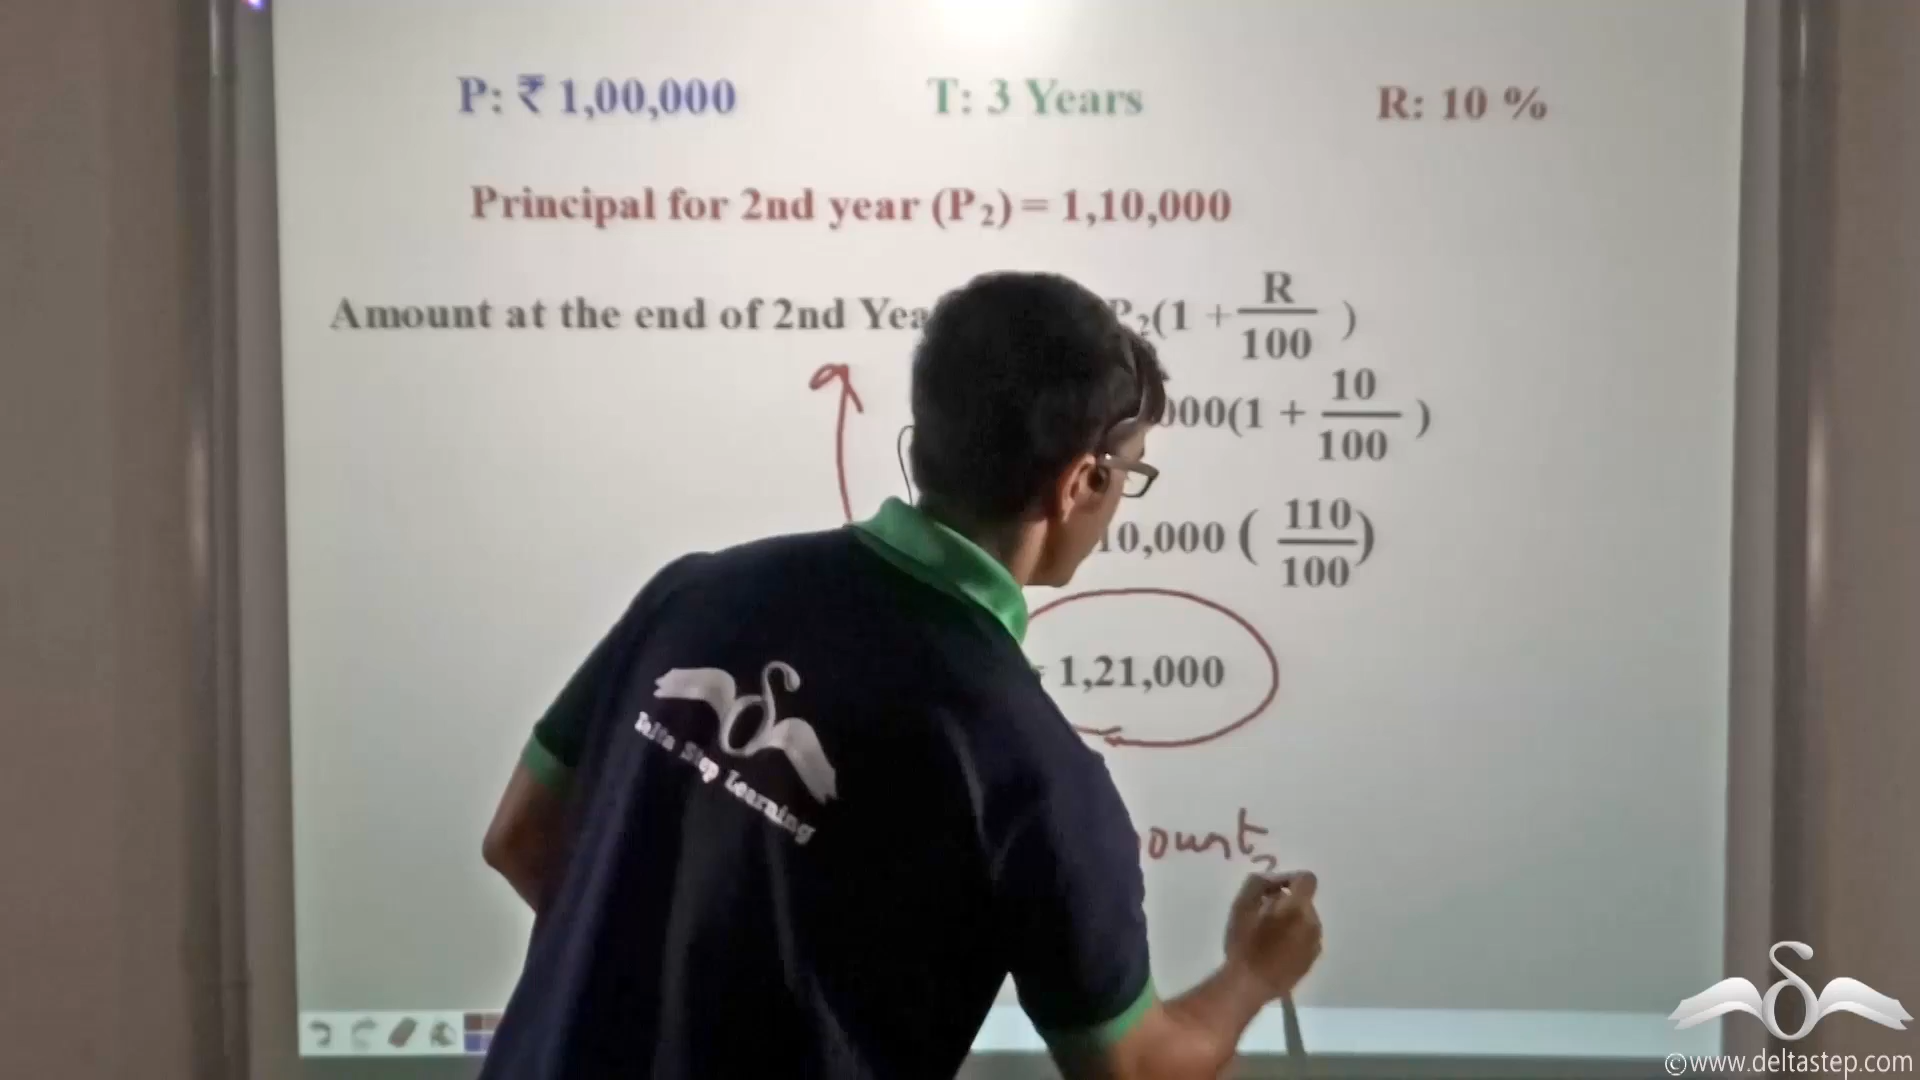 P: ₹ 1,00,000 T: 3 Years R: 10 %
Principal for 2nd year (P₂) = 1,10,000
Amount at the end of 2nd Yea P₂(1 + R/100 )
000(1 + 10/100 )
10,000 ( 110/100 )
= 1,21,000
ount₂
Delta Step Learning
©www.deltastep.com